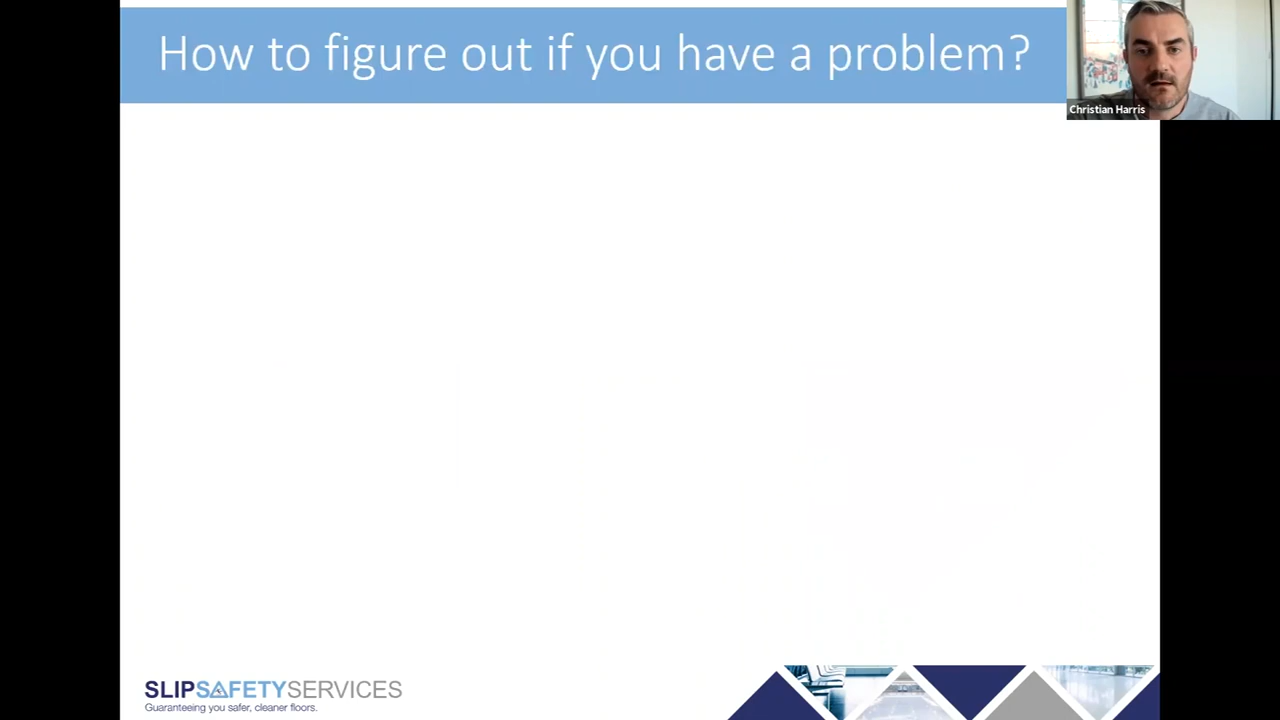 How to figure out if you have a problem?
Christian Harris
SLIPSAFETYSERVICES
Guaranteeing you safer, cleaner floors.